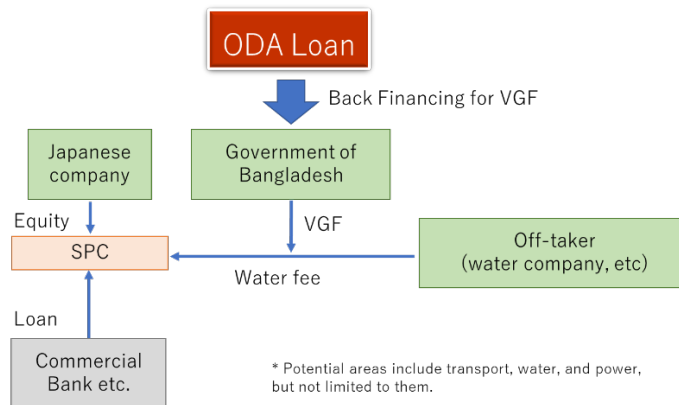 ODA Loan
Back Financing for VGF
Japanese
company
Government of
Bangladesh
Equity
VGF
SPC
Off-taker
(water company, etc)
Water fee
Loan
Commercial
Bank etc.
* Potential areas include transport, water, and power,
but not limited to them.